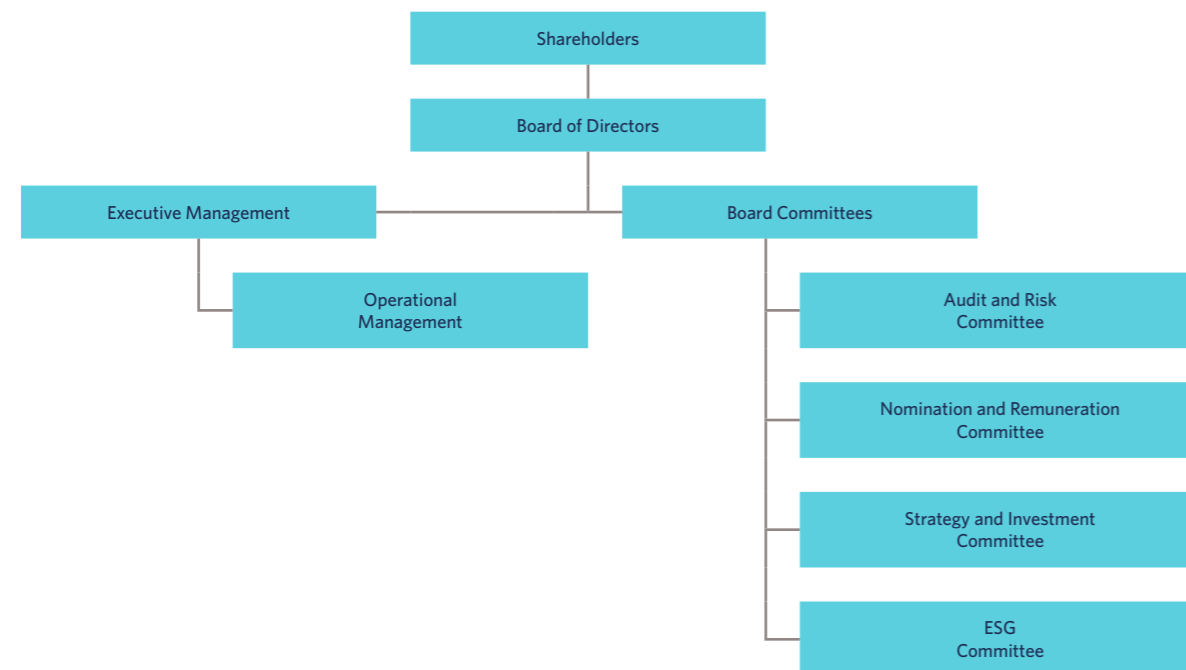 Shareholders
Board of Directors
Executive Management
Board Committees
Operational
Management
Audit and Risk
Committee
Nomination and Remuneration
Committee
Strategy and Investment
Committee
ESG
Committee